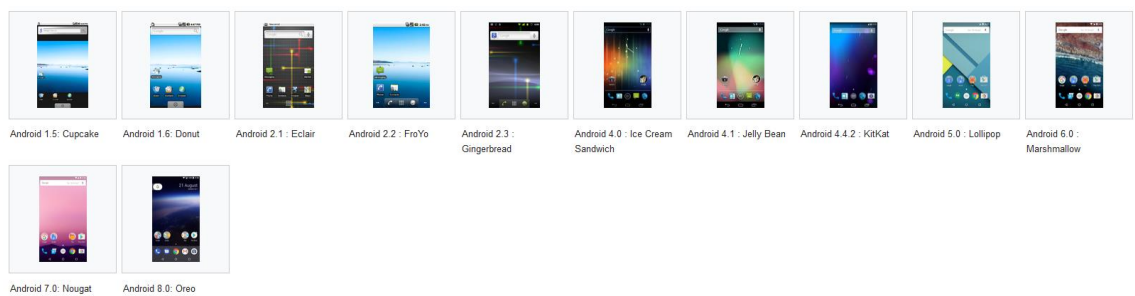 Android 1.5: Cupcake
Android 1.6: Donut
Android 2.1 : Eclair
Android 2.2 : FroYo
Android 2.3 :
Gingerbread
Android 4.0 : Ice Cream
Sandwich
Android 4.1 : Jelly Bean
Android 4.4.2 : KitKat
Android 5.0 : Lollipop
Android 6.0 :
Marshmallow
21 August
Android 7.0: Nougat
Android 8.0: Oreo